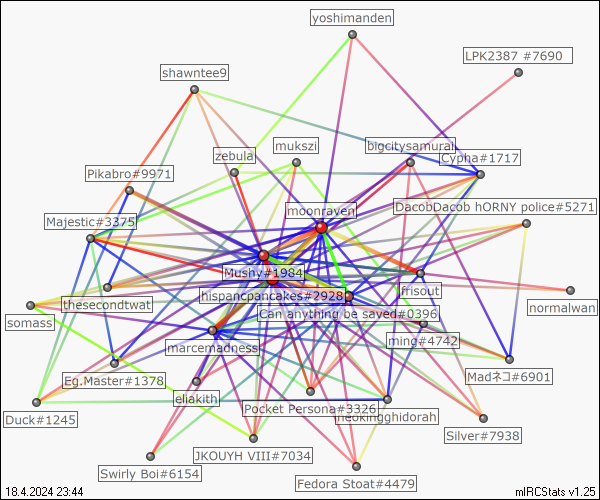 yoshimanden
LPK2387 #7690
shawntee9
zebula
mukszi
bigcitysamurai
Cypha#1717
Pikabro#9971
moonraven
DacobDacob hORNY police#5271
Majestic#3375
Mushy#1984
thesecondtwat
hispancpancakes#2928
frisout
normalwan
somass
Can anything be saved#0396
marcemadness
ming#4742
Eg.Master#1378
Madネコ#6901
eliakith
Pocket Persona#3326
theokingghidorah
Duck#1245
Silver#7938
JKOUYH VIII#7034
Swirly Boi#6154
Fedora Stoat#4479
18.4.2024 23:44
mIRCStats v1.25